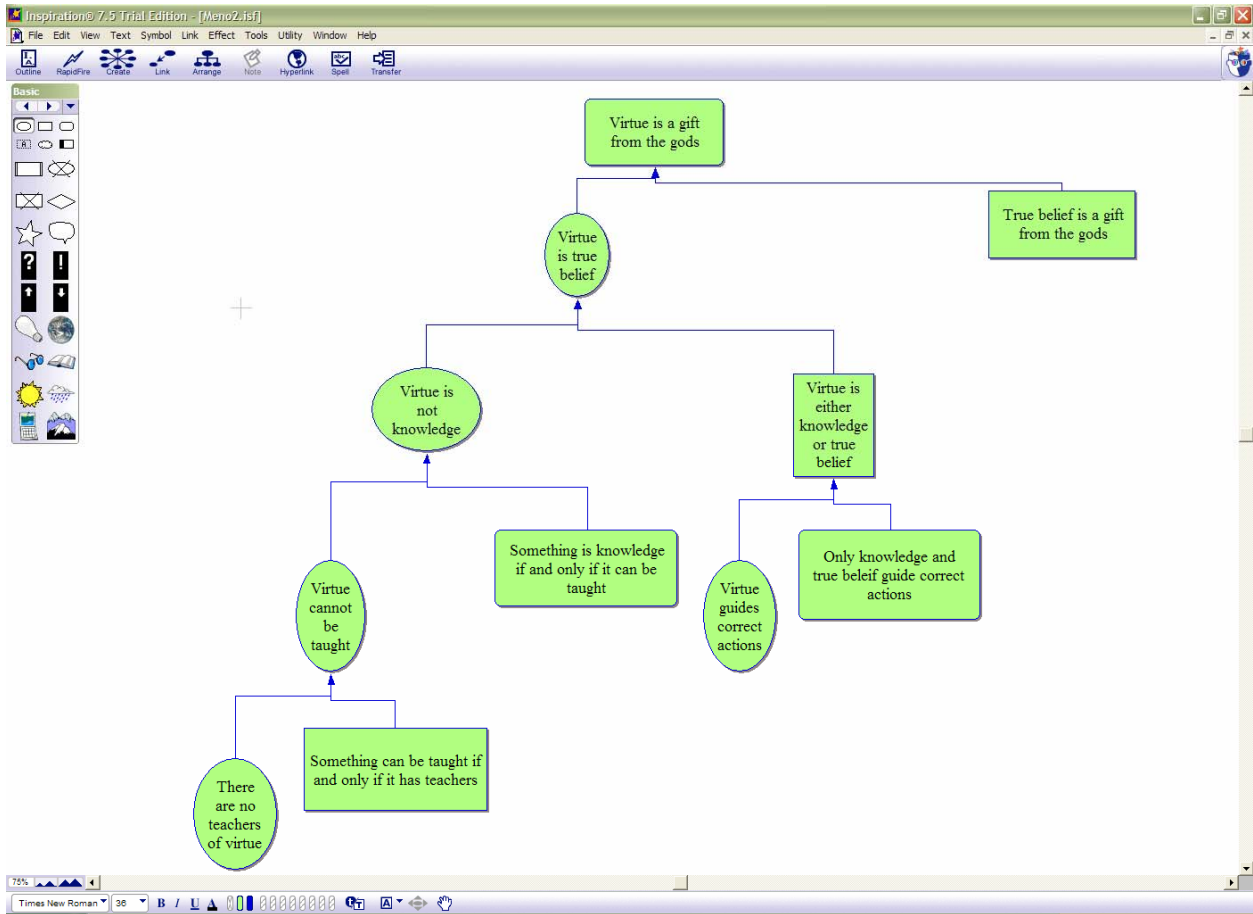 Inspiration® 7.5 Trial Edition - [Meno2.isf]
File Edit View Text Symbol Link Effect Tools Utility Window Help
Outline RapidFire Create Link Arrange Note Hyperlink Spell Transfer
Basic
Virtue is a gift
from the gods
True belief is a gift
from the gods
Virtue
is true
belief
Virtue is
not
knowledge
Virtue is
either
knowledge
or true
belief
Something is knowledge
if and only if it can be
taught
Only knowledge and
true beleif guide correct
actions
Virtue
cannot
be
taught
Virtue
guides
correct
actions
Something can be taught if
and only if it has teachers
There
are no
teachers
of virtue
75%
Times New Roman 36 B I U A A